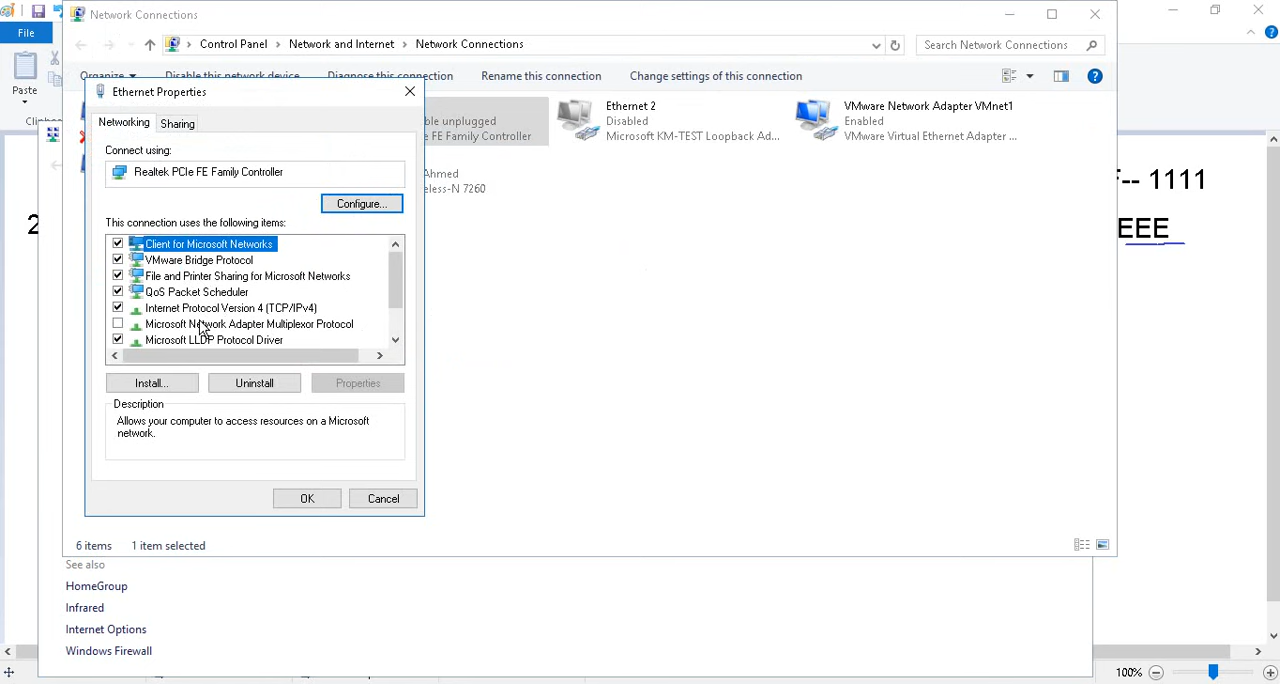 Network Connections
File
Control Panel > Network and Internet > Network Connections
Search Network Connections
Paste
Organize
Disable this network device
Diagnose this connection
Rename this connection
Change settings of this connection
Ethernet Properties
Networking
Sharing
Connect using:
Realtek PCIe FE Family Controller
Configure...
This connection uses the following items:
Client for Microsoft Networks
VMware Bridge Protocol
File and Printer Sharing for Microsoft Networks
QoS Packet Scheduler
Internet Protocol Version 4 (TCP/IPv4)
Microsoft Network Adapter Multiplexor Protocol
Microsoft LLDP Protocol Driver
Install...
Uninstall
Properties
Description
Allows your computer to access resources on a Microsoft
network.
OK
Cancel
unplugged
FE Family Controller
Ethernet 2
Disabled
Microsoft KM-TEST Loopback Ad...
VMware Network Adapter VMnet1
Enabled
VMware Virtual Ethernet Adapter ...
Ahmed
eless-N 7260
-- 1111
EEE
2
6 items
1 item selected
See also
HomeGroup
Infrared
Internet Options
Windows Firewall
100%